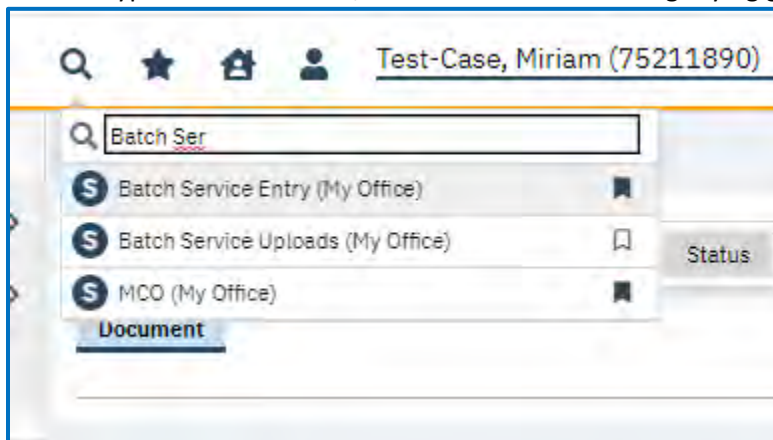 Test-Case, Miriam (75211890)
Batch Ser
S Batch Service Entry (My Office)
S Batch Service Uploads (My Office)
Status
S MCO (My Office)
Document